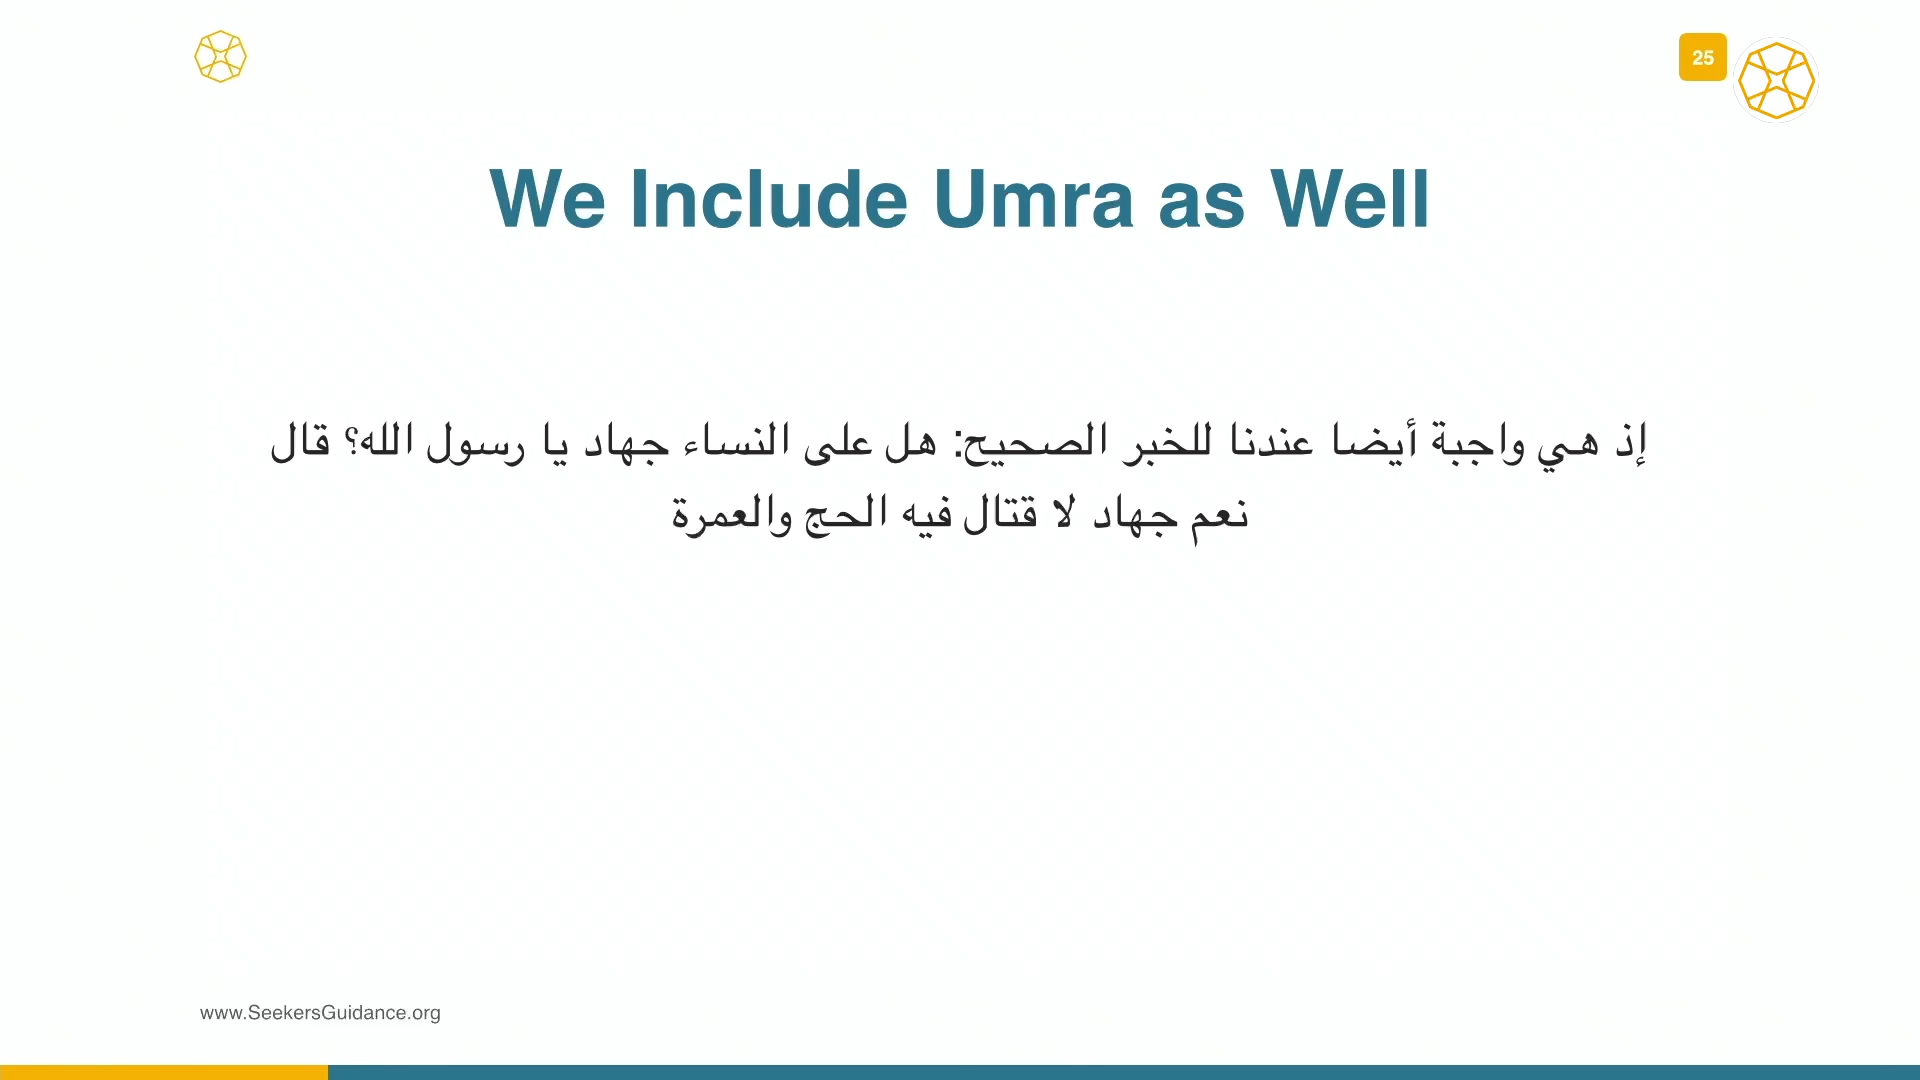 25
We Include Umra as Well
إذ هي واجبة أيضا عندنا للخبر الصحيح: هل على النساء جهاد يا رسول الله؟ قال
نعم جهاد لا قتال فيه الحج والعمرة
www.SeekersGuidance.org